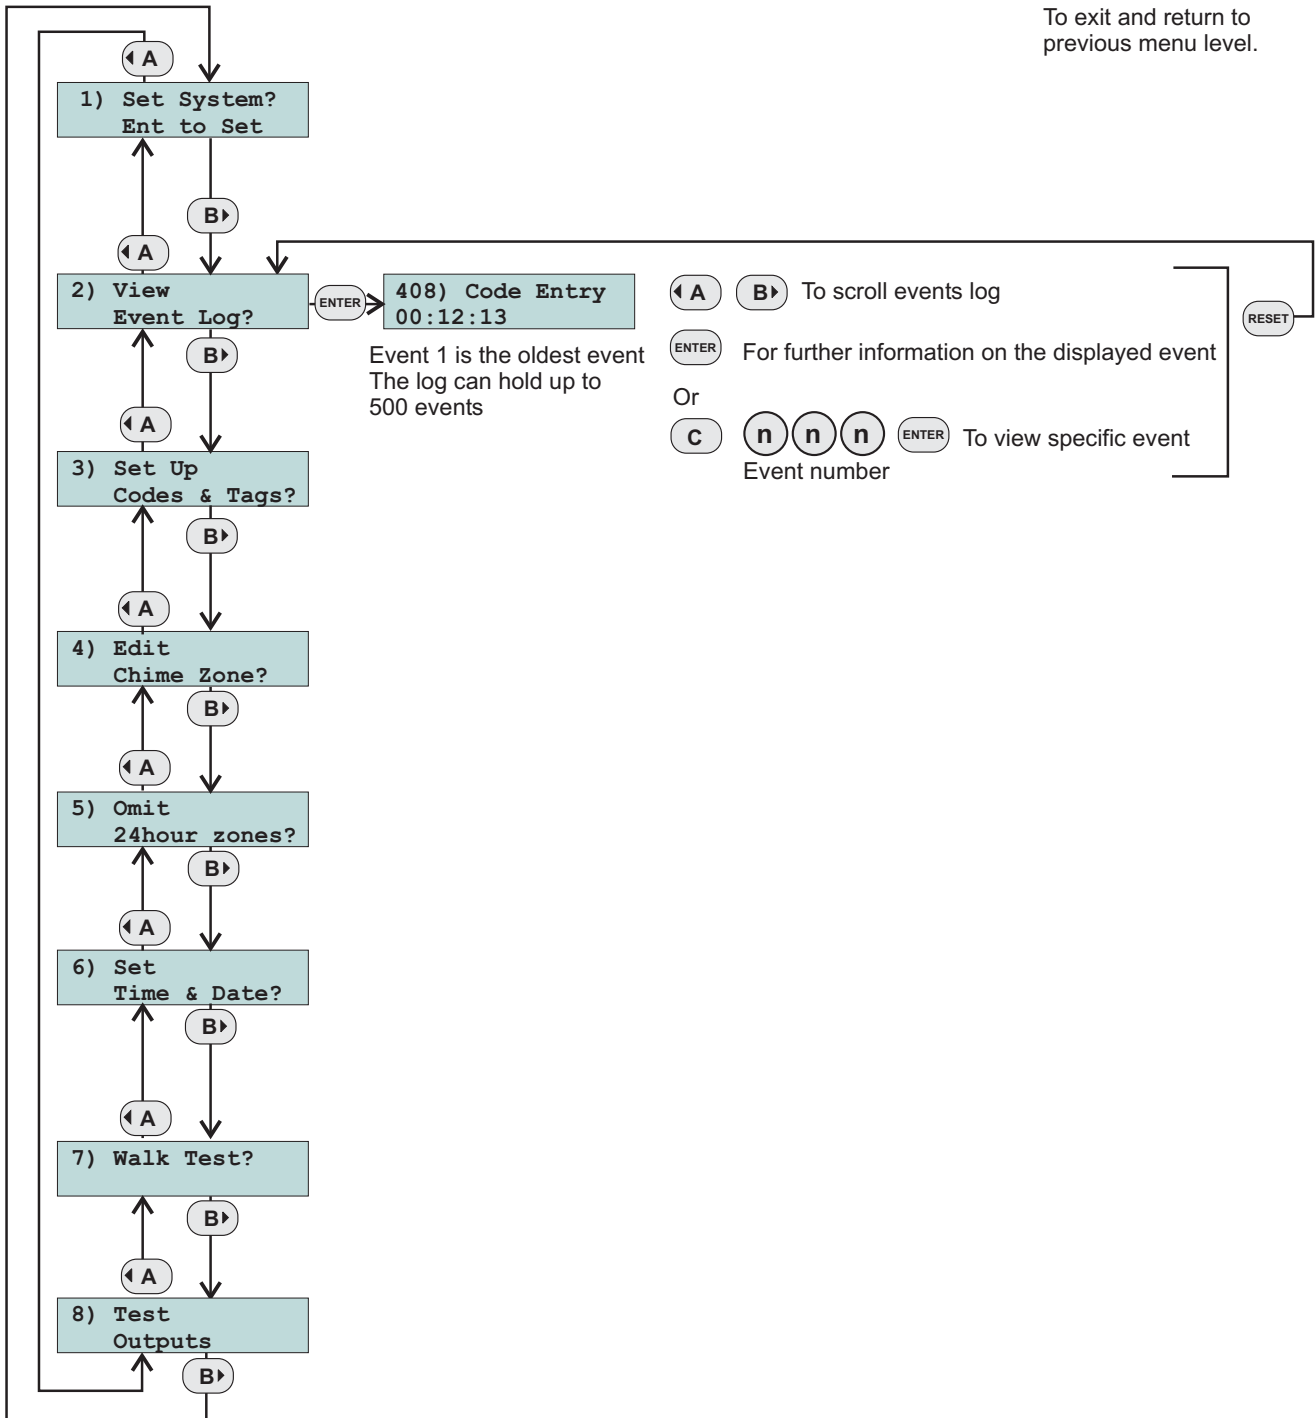 To exit and return to
previous menu level.
A
1) Set System?
Ent to Set
B
A
2) View
Event Log?
ENTER
408) Code Entry
00:12:13
A B To scroll events log
RESET
Event 1 is the oldest event
The log can hold up to
500 events
ENTER For further information on the displayed event
Or
C n n n ENTER To view specific event
Event number
B
A
3) Set Up
Codes & Tags?
B
A
4) Edit
Chime Zone?
B
A
5) Omit
24hour zones?
B
A
6) Set
Time & Date?
B
A
7) Walk Test?
B
A
8) Test
Outputs
B